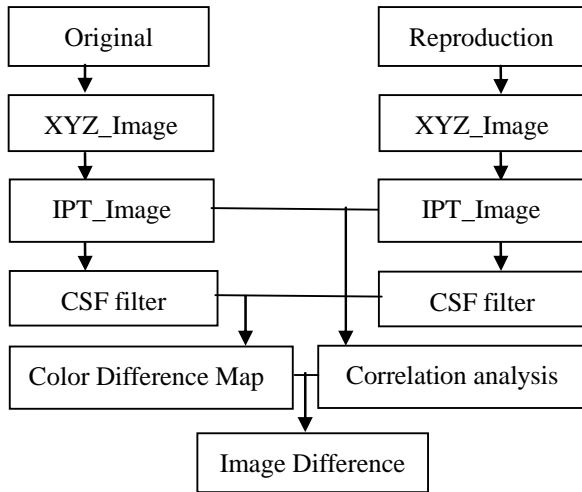 Original
Reproduction
XYZ_Image
XYZ_Image
IPT_Image
IPT_Image
CSF filter
CSF filter
Color Difference Map
Correlation analysis
Image Difference